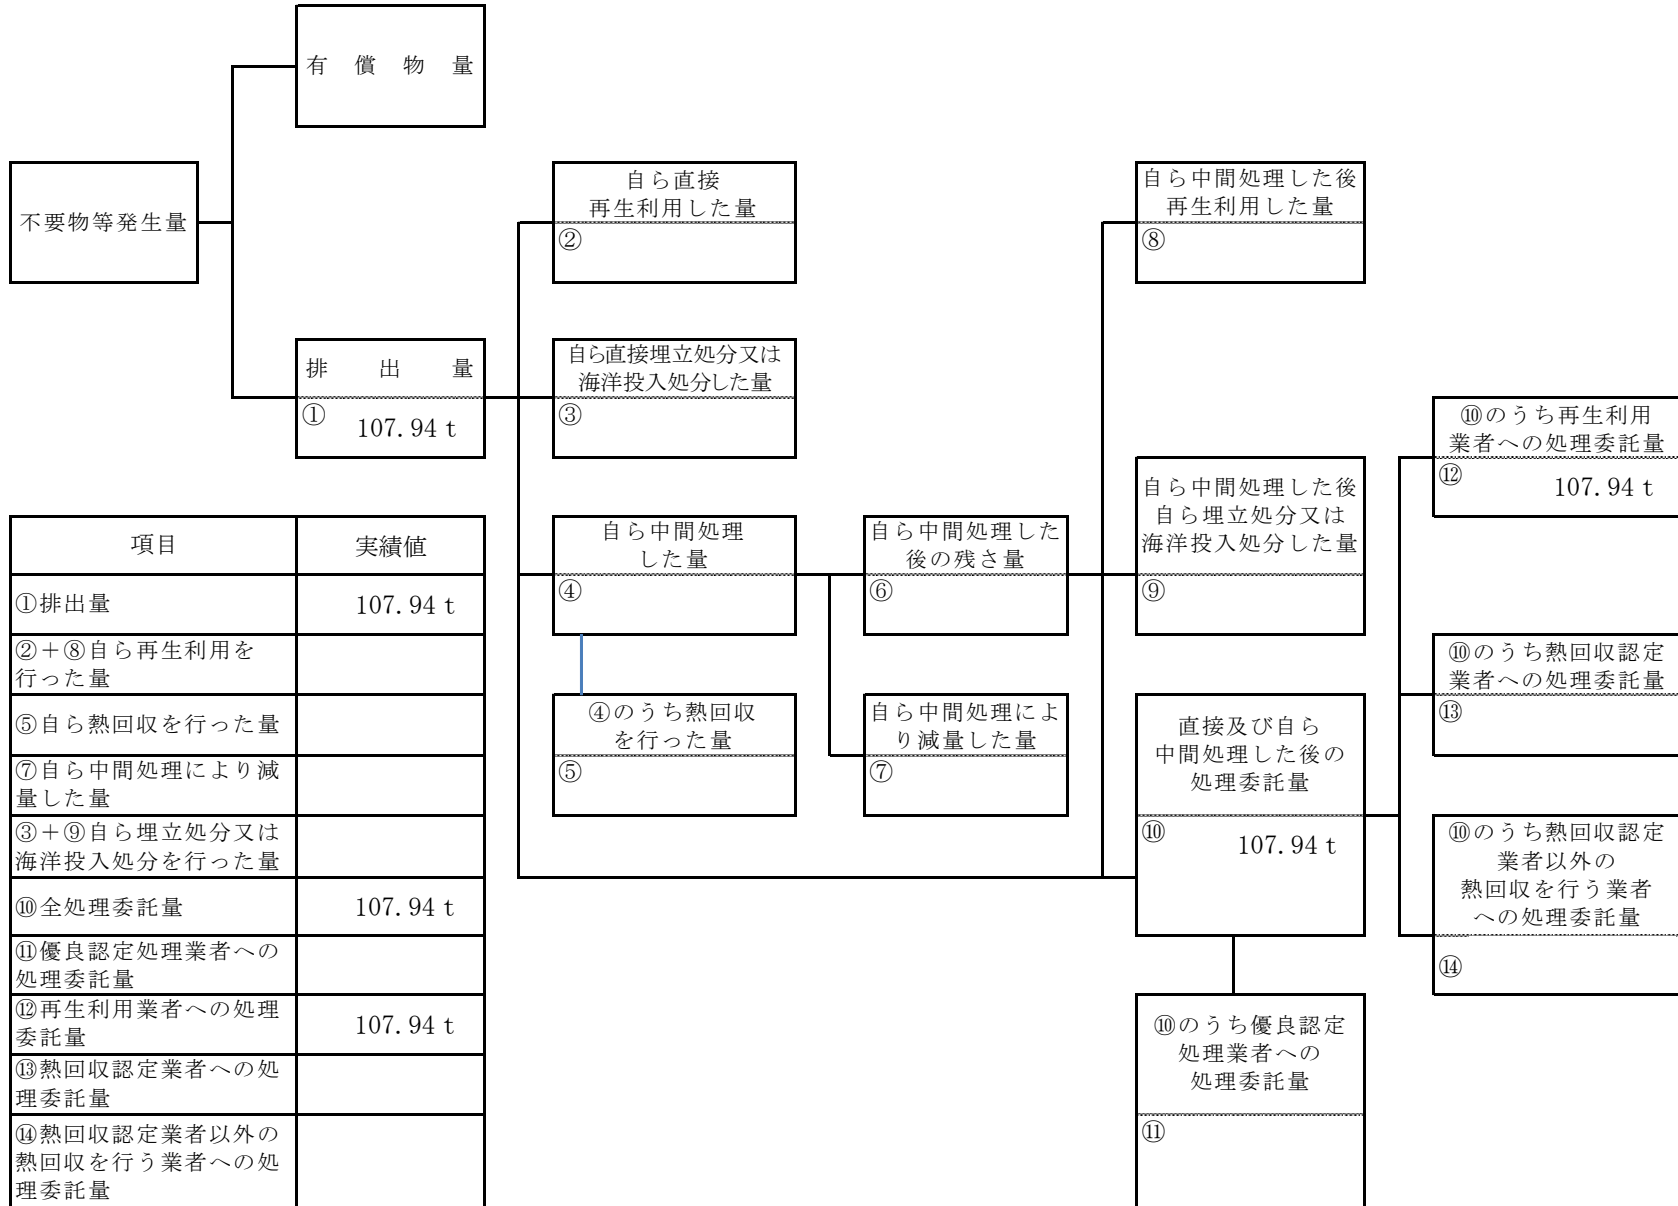 有償物量
不要物等発生量
自ら直接
再生利用した量
②
自ら中間処理した後
再生利用した量
⑧
排出量
① 107.94 t
自ら直接埋立処分又は
海洋投入処分した量
③
⑩のうち再生利用
業者への処理委託量
⑫ 107.94 t
自ら中間処理
した量
④
自ら中間処理した
後の残さ量
⑥
自ら中間処理した後
自ら埋立処分又は
海洋投入処分した量
⑨
④のうち熱回収
を行った量
⑤
自ら中間処理によ
り減量した量
⑦
直接及び自ら
中間処理した後の
処理委託量
⑩ 107.94 t
⑩のうち熱回収認定
業者への処理委託量
⑬
⑩のうち熱回収認定
業者以外の
熱回収を行う業者
への処理委託量
⑭
⑩のうち優良認定
処理業者への
処理委託量
⑪
項目 実績値
①排出量 107.94 t
②＋⑧自ら再生利用を
行った量
⑤自ら熱回収を行った量
⑦自ら中間処理により減
量した量
③＋⑨自ら埋立処分又は
海洋投入処分を行った量
⑩全処理委託量 107.94 t
⑪優良認定処理業者への
処理委託量
⑫再生利用業者への処理
委託量 107.94 t
⑬熱回収認定業者への処
理委託量
⑭熱回収認定業者以外の
熱回収を行う業者への処
理委託量